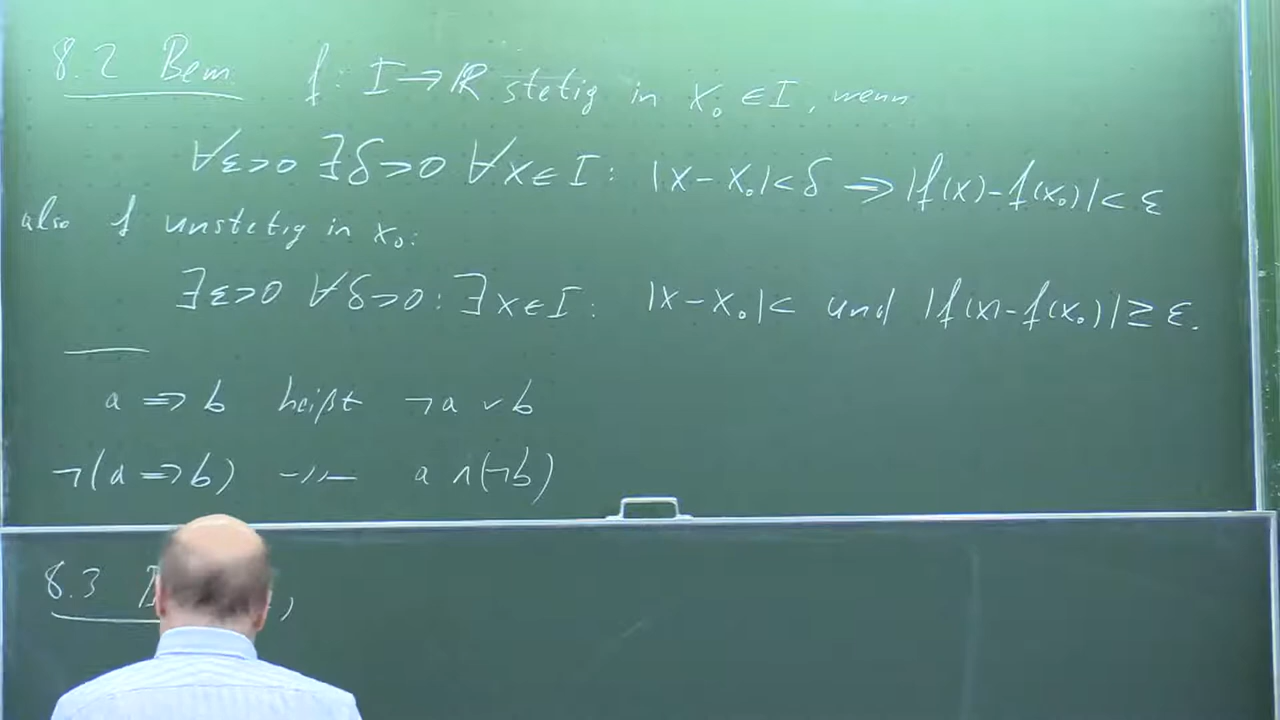 8.2 Bem. f: I → ℝ stetig in x₀ ∈ I, wenn
∀ε>0 ∃δ>0 ∀x∈I: |x-x₀|<δ ⇒ |f(x)-f(x₀)|<ε
also f unstetig in x₀:
∃ε>0 ∀δ>0: ∃x∈I: |x-x₀|< und |f(x)-f(x₀)|≥ε.
a ⇒ b heißt ¬a ∨ b
¬(a ⇒ b) -〃- a ∧(¬b)
8.3